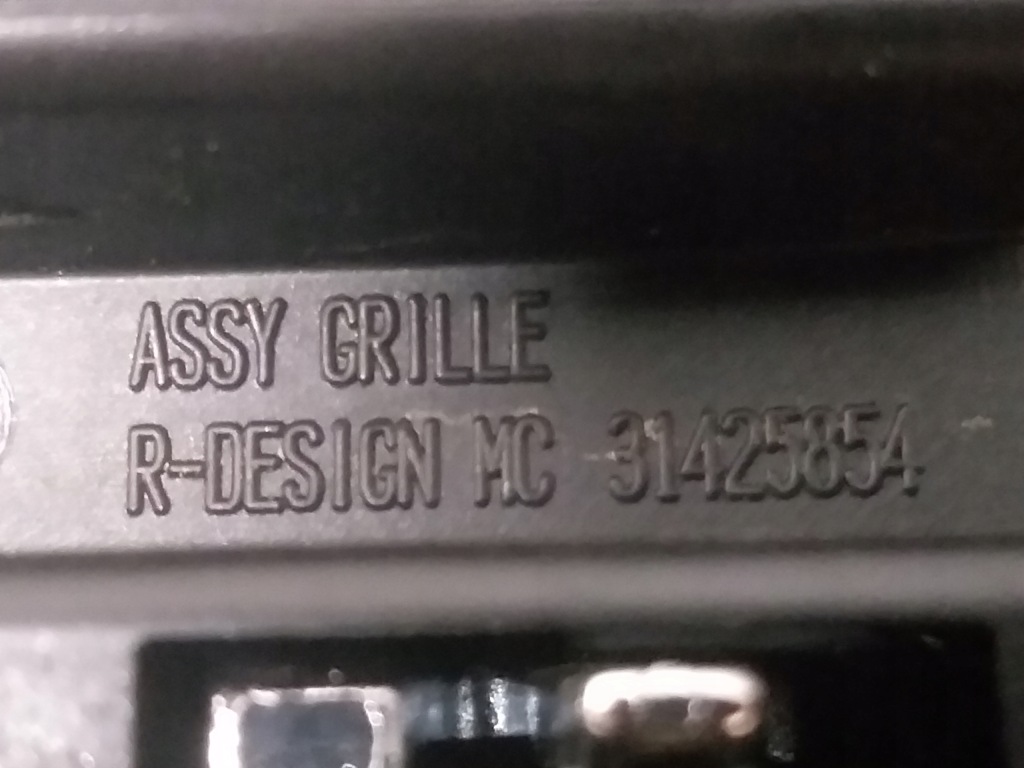 ASSY GRILLE
R-DESIGN MC 31425854